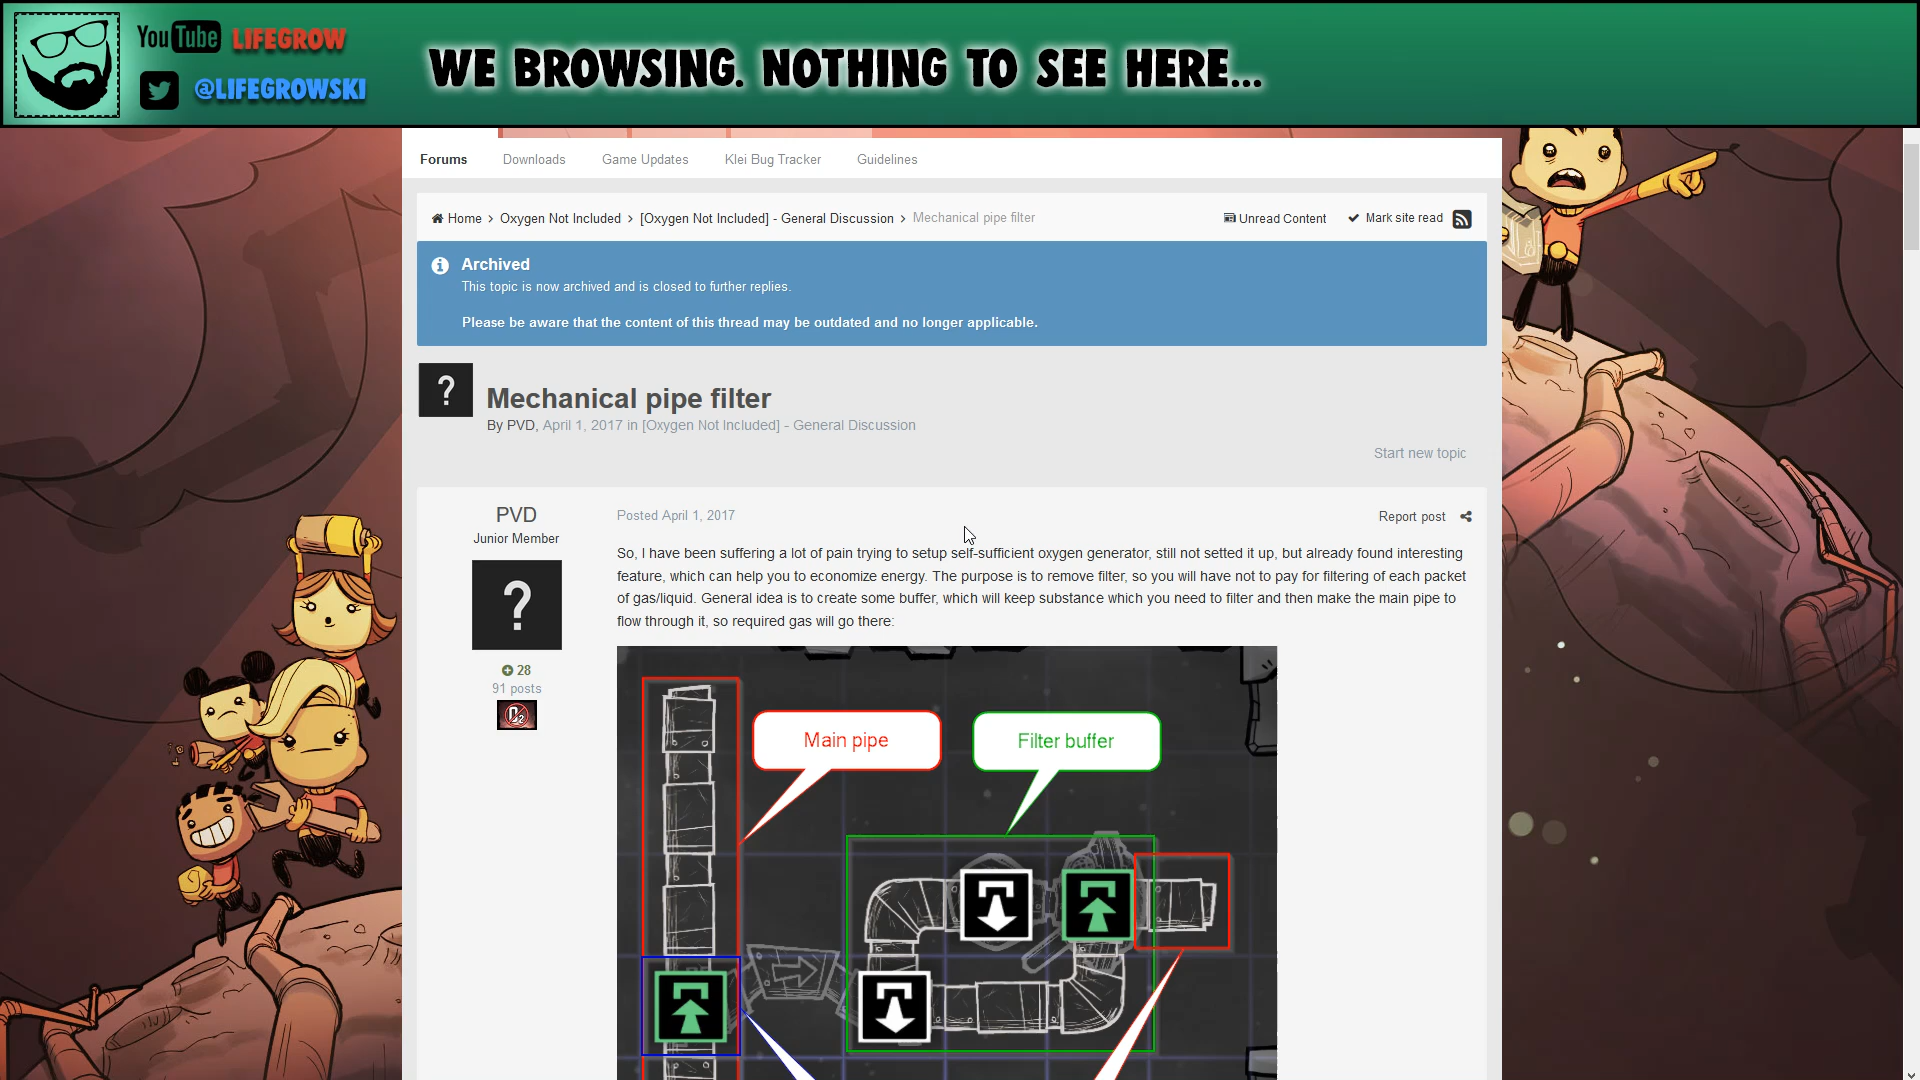 YouTube LIFEGROW
@LIFEGROWSKI
WE BROWSING. NOTHING TO SEE HERE...
Forums Downloads Game Updates Klei Bug Tracker Guidelines
Home > Oxygen Not Included > [Oxygen Not Included] - General Discussion > Mechanical pipe filter
Unread Content Mark site read
Archived
This topic is now archived and is closed to further replies.
Please be aware that the content of this thread may be outdated and no longer applicable.
?
Mechanical pipe filter
By PVD, April 1, 2017 in [Oxygen Not Included] - General Discussion
Start new topic
PVD
Junior Member
?
28
91 posts
Posted April 1, 2017
Report post
So, I have been suffering a lot of pain trying to setup self-sufficient oxygen generator, still not setted it up, but already found interesting
feature, which can help you to economize energy. The purpose is to remove filter, so you will have not to pay for filtering of each packet
of gas/liquid. General idea is to create some buffer, which will keep substance which you need to filter and then make the main pipe to
flow through it, so required gas will go there:
Main pipe
Filter buffer